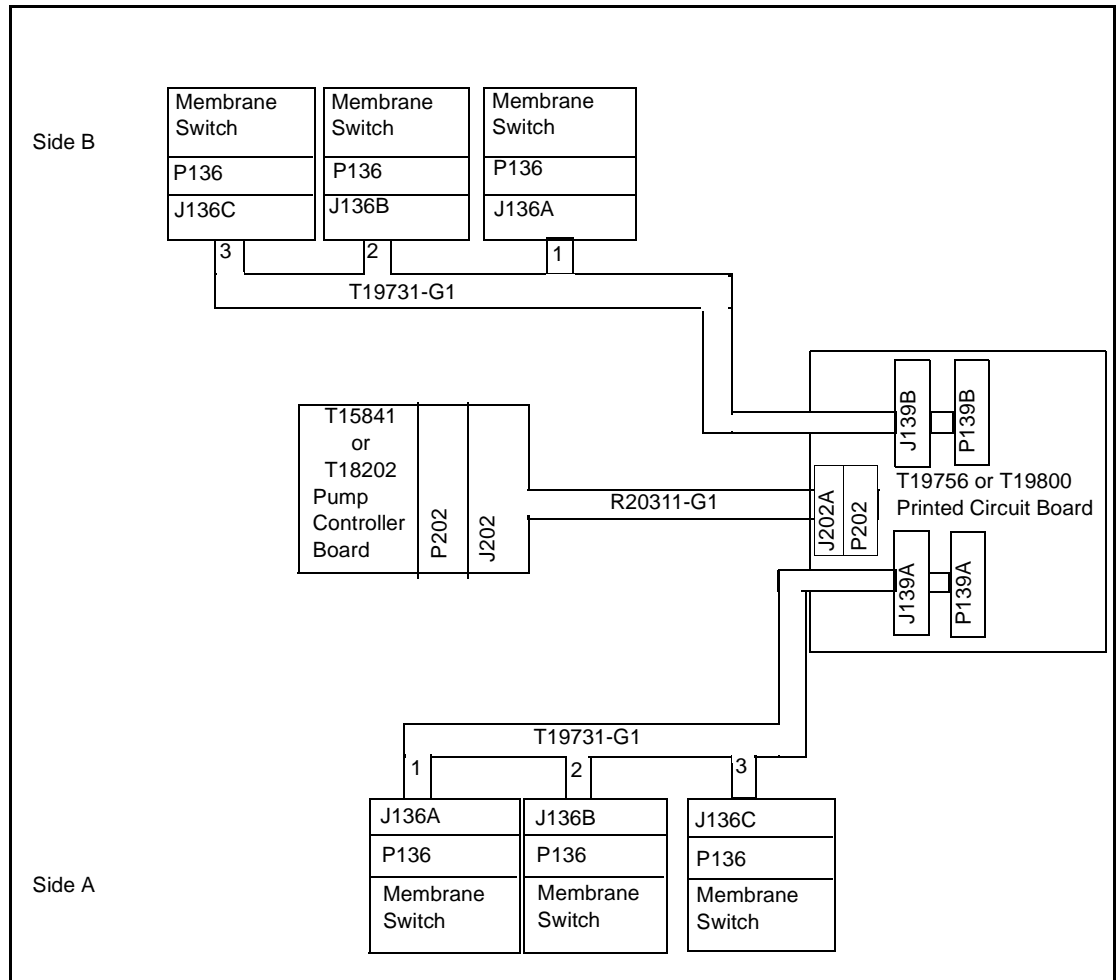 Membrane
Switch
Membrane
Switch
Membrane
Switch
Side B
P136
P136
P136
J136C
J136B
J136A
3
2
1
T19731-G1
T15841
or
T18202
Pump
Controller
Board
P202
J202
R20311-G1
J139B
P139B
J202A
P202
T19756 or T19800
Printed Circuit Board
J139A
P139A
T19731-G1
1
2
3
J136A
J136B
J136C
P136
P136
P136
Side A
Membrane
Switch
Membrane
Switch
Membrane
Switch